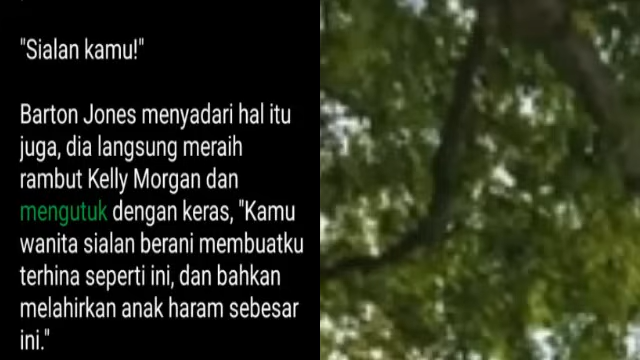 "Sialan kamu!"
Barton Jones menyadari hal itu
juga, dia langsung meraih
rambut Kelly Morgan dan
mengutuk dengan keras, "Kamu
wanita sialan berani membuatku
terhina seperti ini, dan bahkan
melahirkan anak haram sebesar
ini."